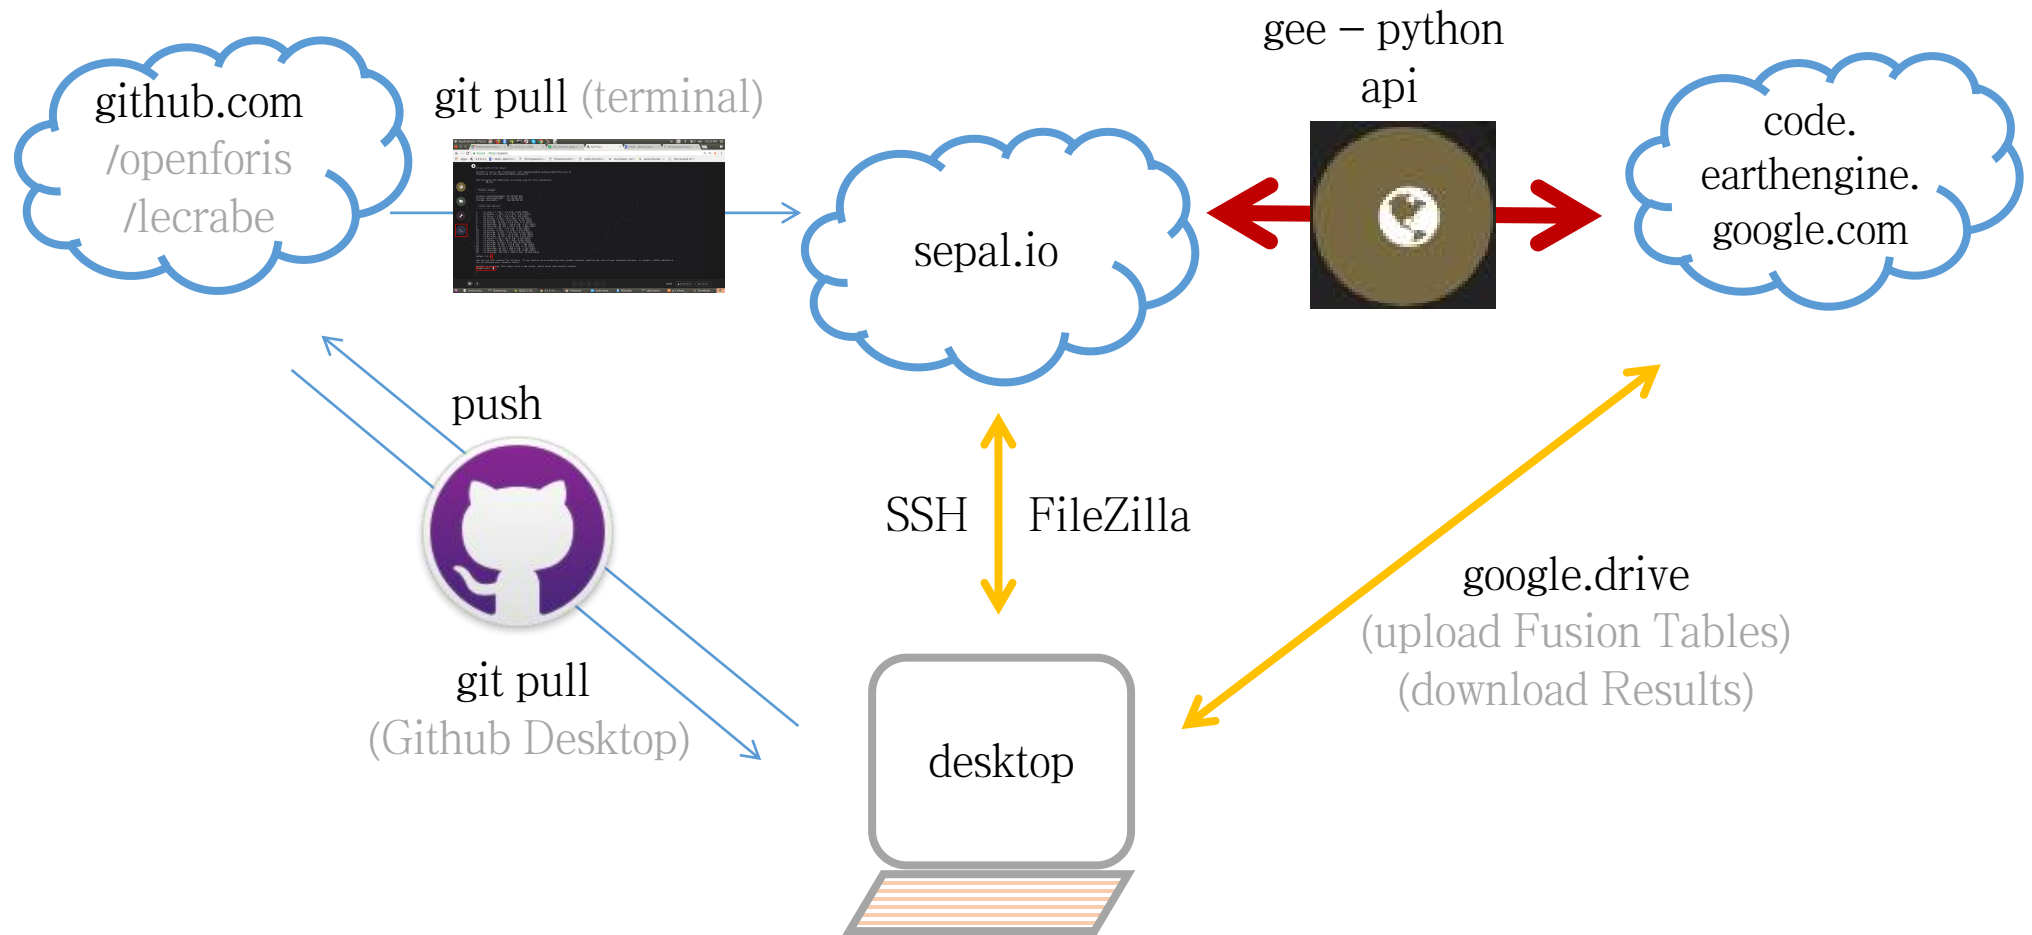 github.com
/openforis
/lecrabe
git pull (terminal)
sepal.io
gee – python
api
code.
earthengine.
google.com
push
git pull
(Github Desktop)
SSH
FileZilla
google.drive
(upload Fusion Tables)
(download Results)
desktop